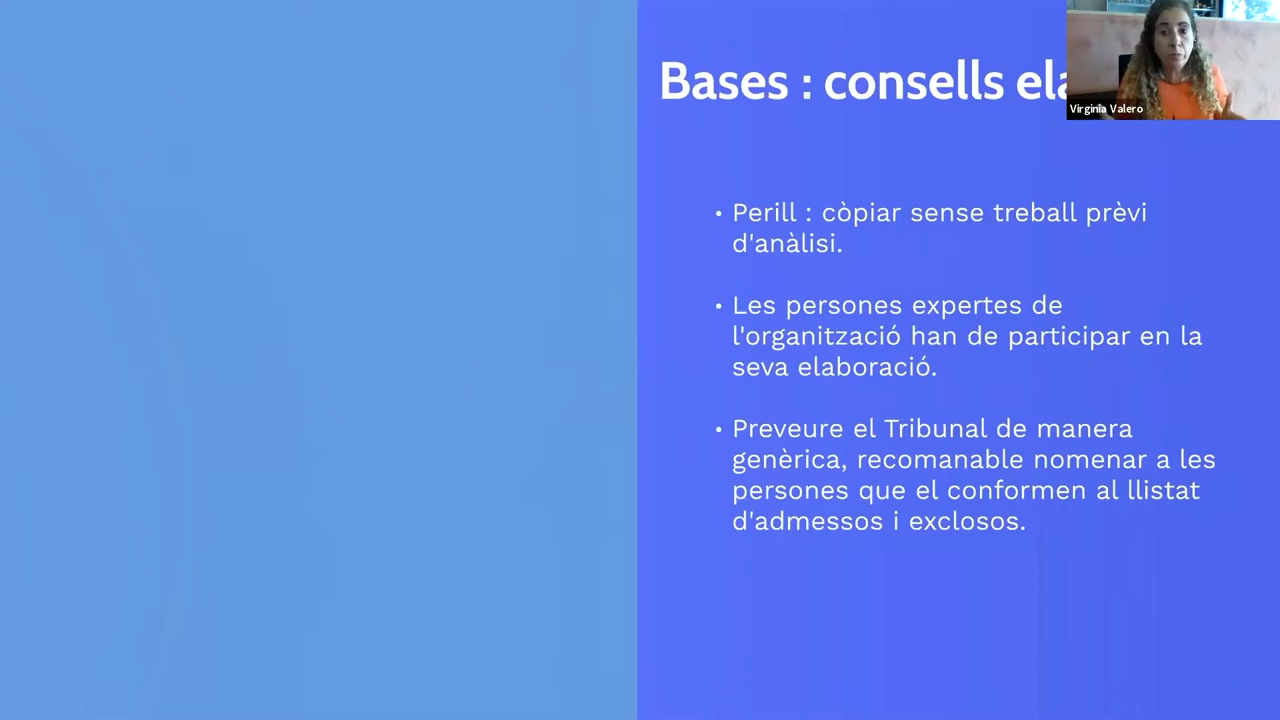 Bases : consells
Virginia Valero
• Perill : còpiar sense treball prèvi
d'anàlisi.
• Les persones expertes de
l'organització han de participar en la
seva elaboració.
• Preveure el Tribunal de manera
genèrica, recomanable nomenar a les
persones que el conformen al llistat
d'admessos i exclosos.